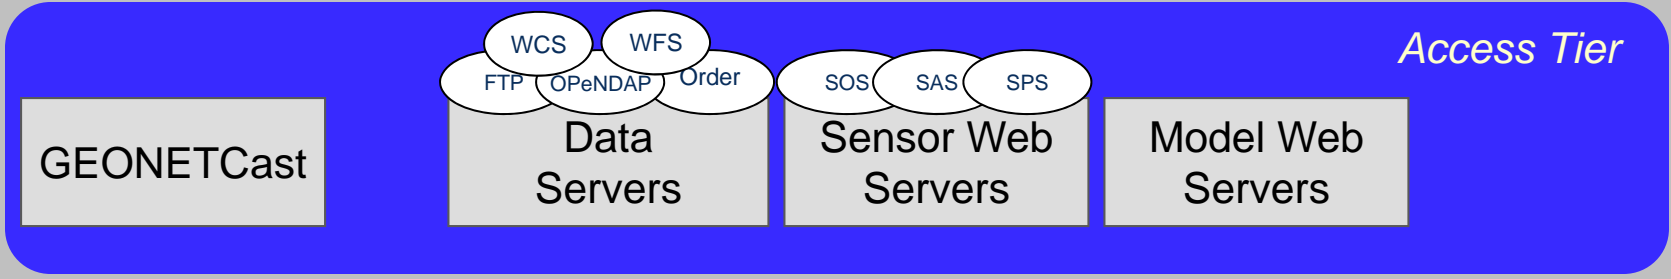 Access Tier
WCS
WFS
FTP
OPeNDAP
Order
SOS
SAS
SPS
GEONETCast
Data
Servers
Sensor Web
Servers
Model Web
Servers